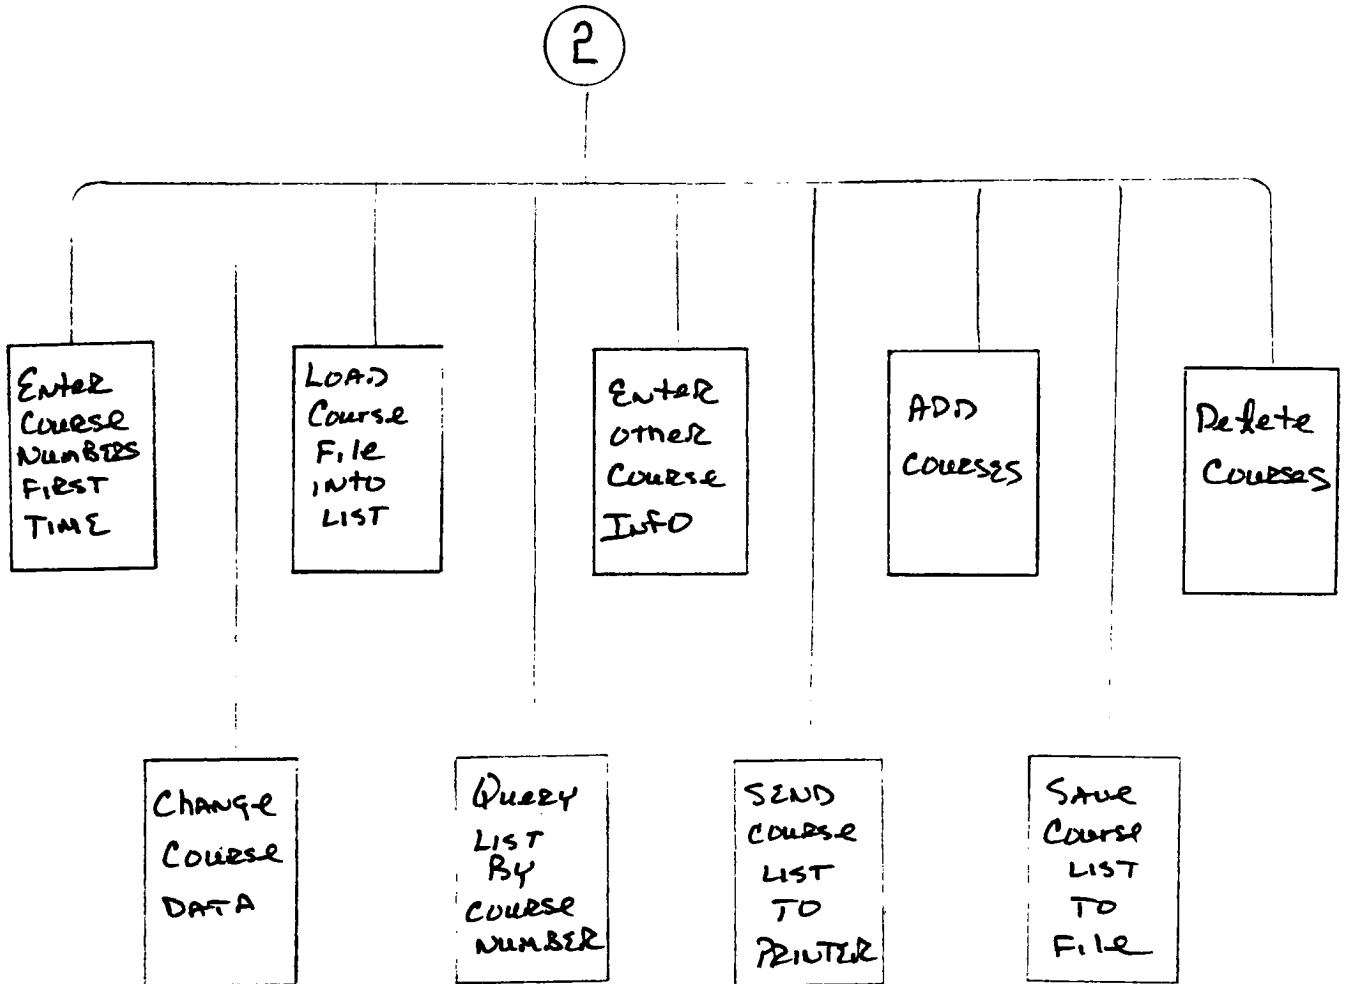 2
Enter
Course
Numbers
First
Time
Load
Course
File
into
List
Enter
other
Course
Info
Add
Courses
Delete
Courses
Change
Course
Data
Query
List
By
Course
Number
Send
course
List
To
Printer
Save
Course
List
To
File